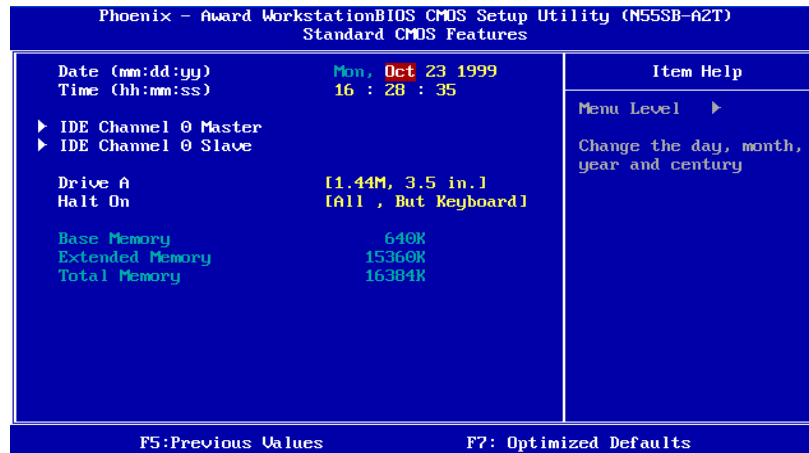 Phoenix - Award WorkstationBIOS CMOS Setup Utility (N55SB-A2T)
Standard CMOS Features
Date (mm:dd:yy) Mon, Oct 23 1999
Time (hh:mm:ss) 16 : 28 : 35
IDE Channel 0 Master
IDE Channel 0 Slave
Drive A [1.44M, 3.5 in.]
Halt On [All , But Keyboard]
Base Memory 640K
Extended Memory 15360K
Total Memory 16384K
Item Help
Menu Level
Change the day, month,
year and century
F5:Previous Values F7: Optimized Defaults